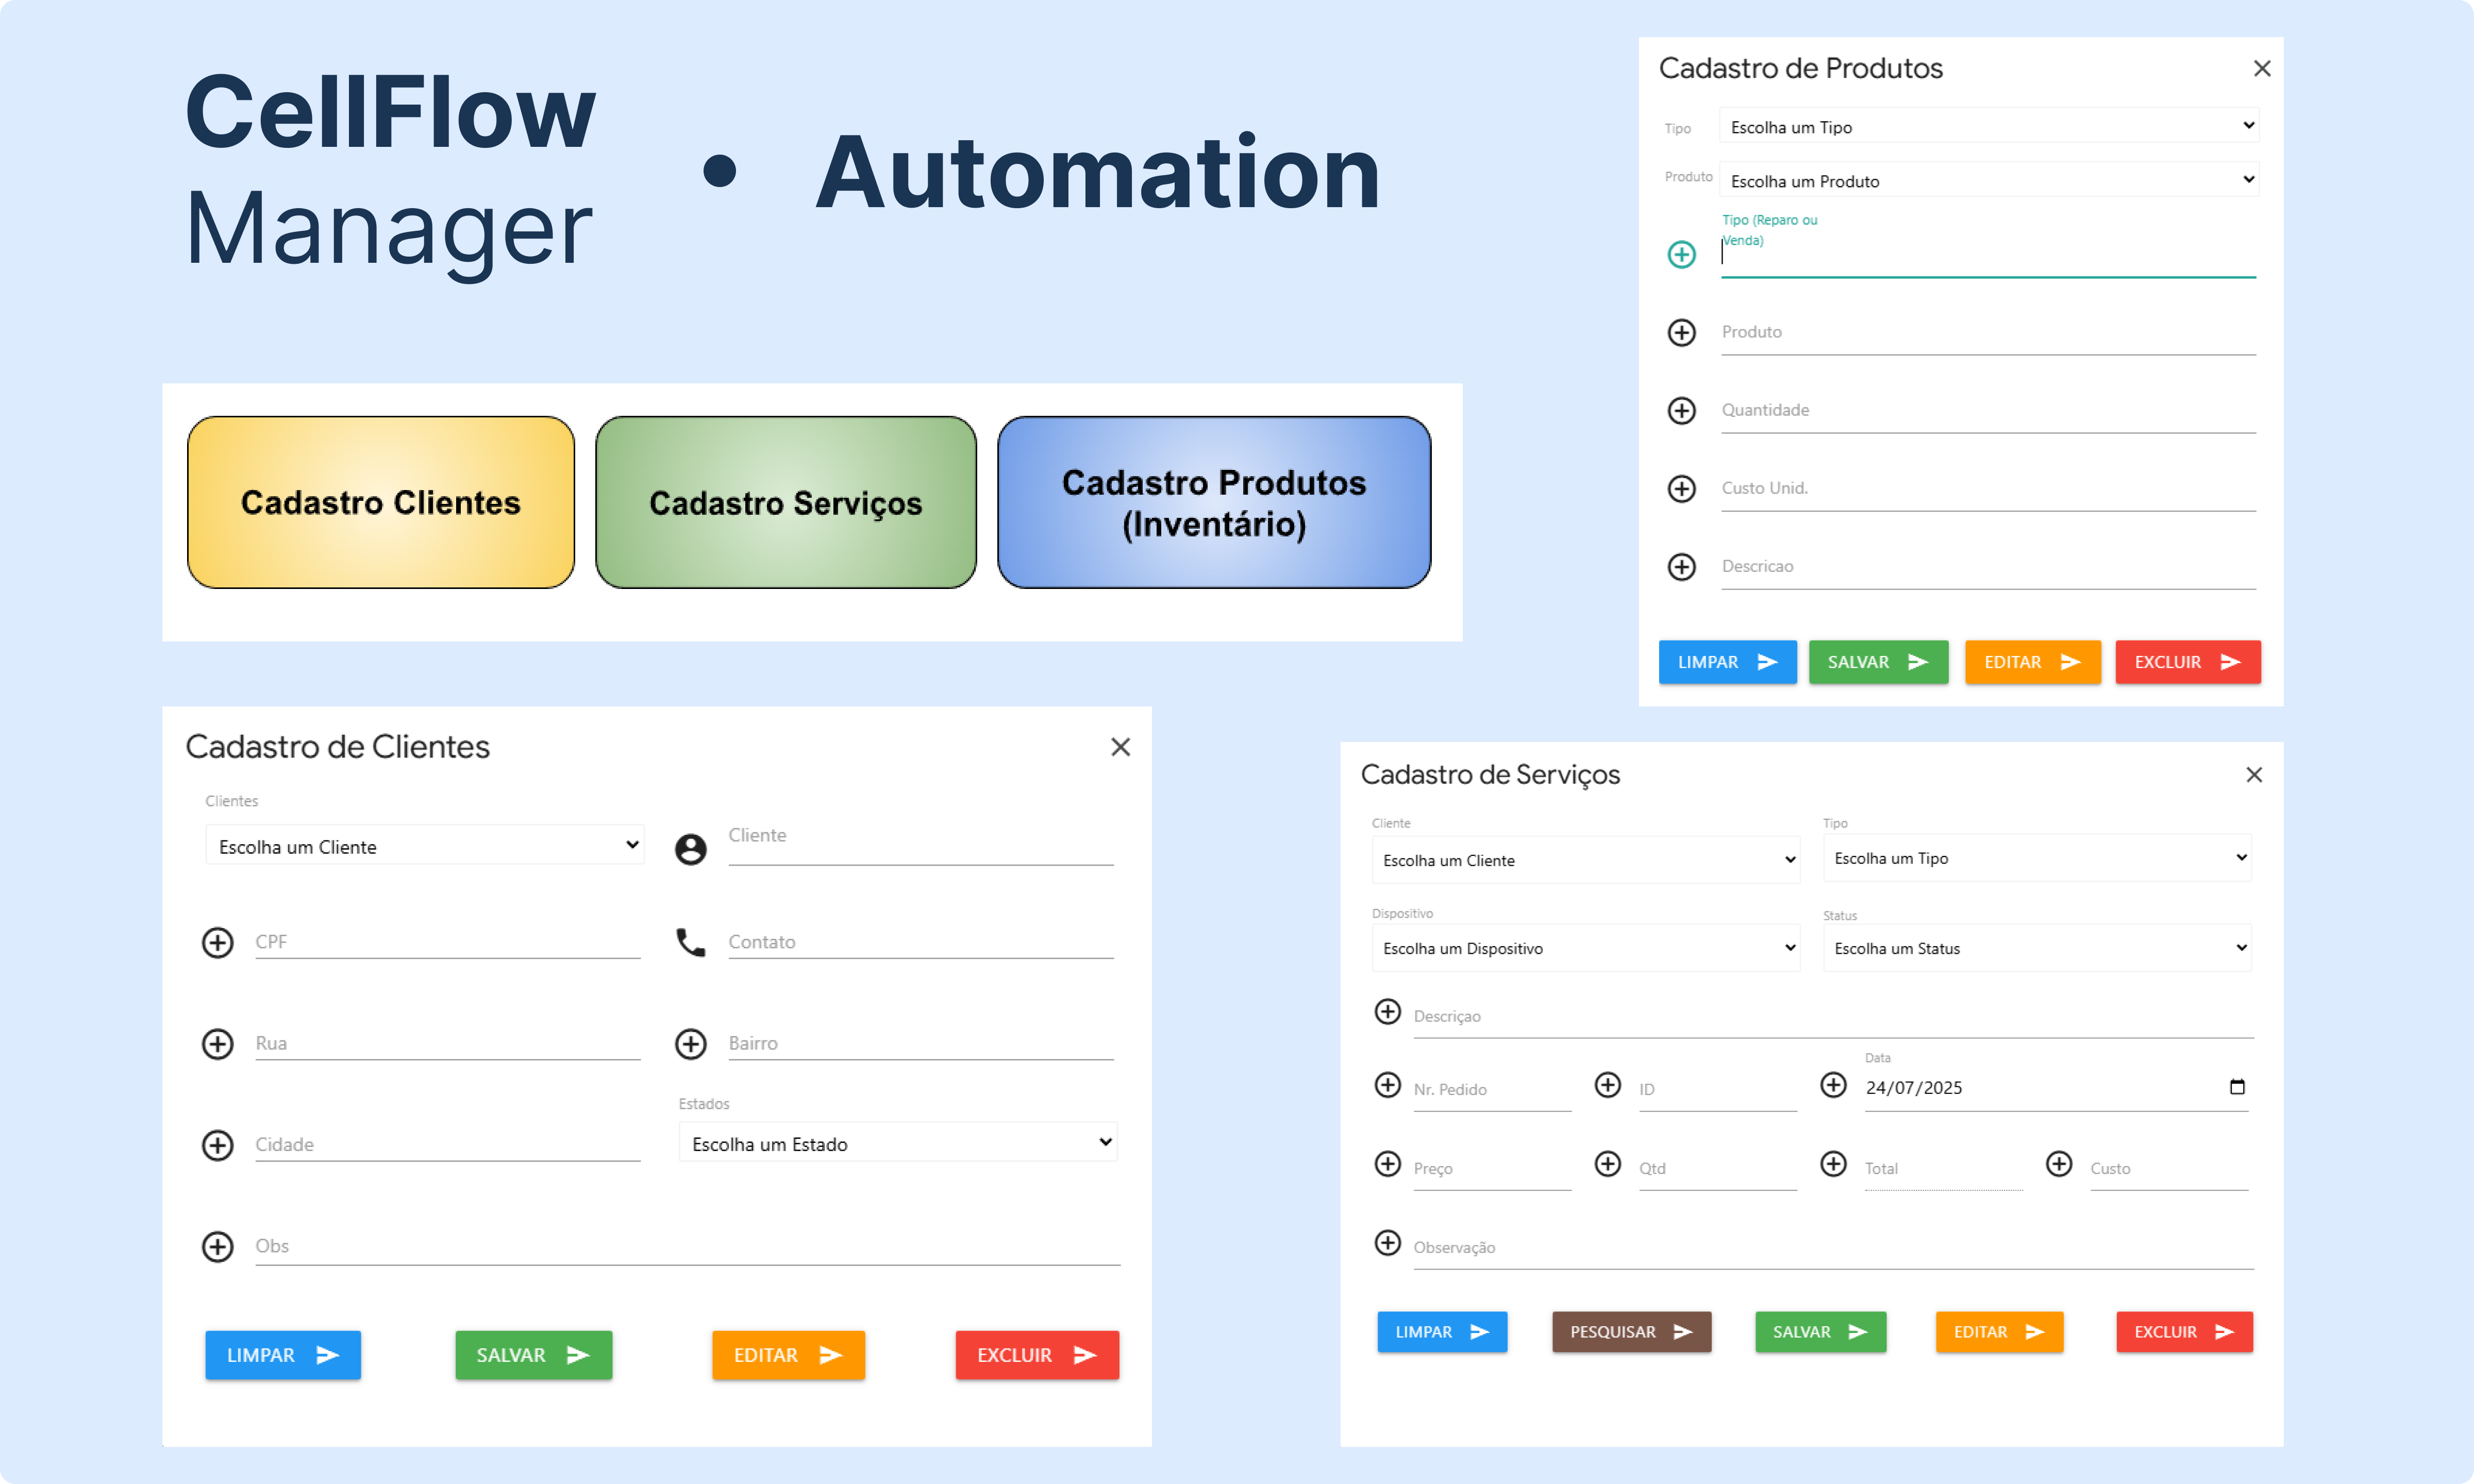 CellFlow
Manager
• Automation
Cadastro Clientes
Cadastro Serviços
Cadastro Produtos
(Inventário)
Cadastro de Produtos
Tipo
Escolha um Tipo
Produto
Escolha um Produto
Tipo (Reparo ou
Venda)
Produto
Quantidade
Custo Unid.
Descricao
LIMPAR SALVAR EDITAR EXCLUIR
Cadastro de Clientes
Clientes
Escolha um Cliente
Cliente
CPF
Contato
Rua
Bairro
Cidade
Estados
Escolha um Estado
Obs
LIMPAR SALVAR EDITAR EXCLUIR
Cadastro de Serviços
Cliente
Escolha um Cliente
Tipo
Escolha um Tipo
Dispositivo
Escolha um Dispositivo
Status
Escolha um Status
Descriçao
Nr. Pedido
ID
Data
24/07/2025
Preço
Qtd
Total
Custo
Observação
LIMPAR PESQUISAR SALVAR EDITAR EXCLUIR